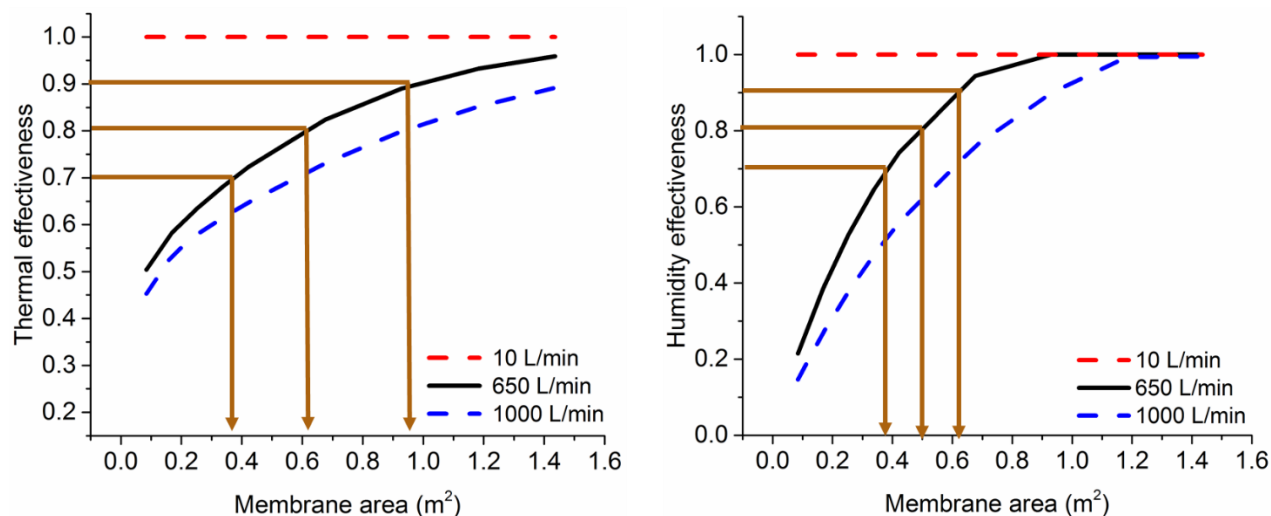 Thermal effectiveness
1.0
0.9
0.8
0.7
0.6
0.5
0.4
0.3
0.2
10 L/min
650 L/min
1000 L/min
0.0 0.2 0.4 0.6 0.8 1.0 1.2 1.4 1.6
Membrane area (m²)
Humidity effectiveness
1.0
0.8
0.6
0.4
0.2
0.0
10 L/min
650 L/min
1000 L/min
0.0 0.2 0.4 0.6 0.8 1.0 1.2 1.4 1.6
Membrane area (m²)